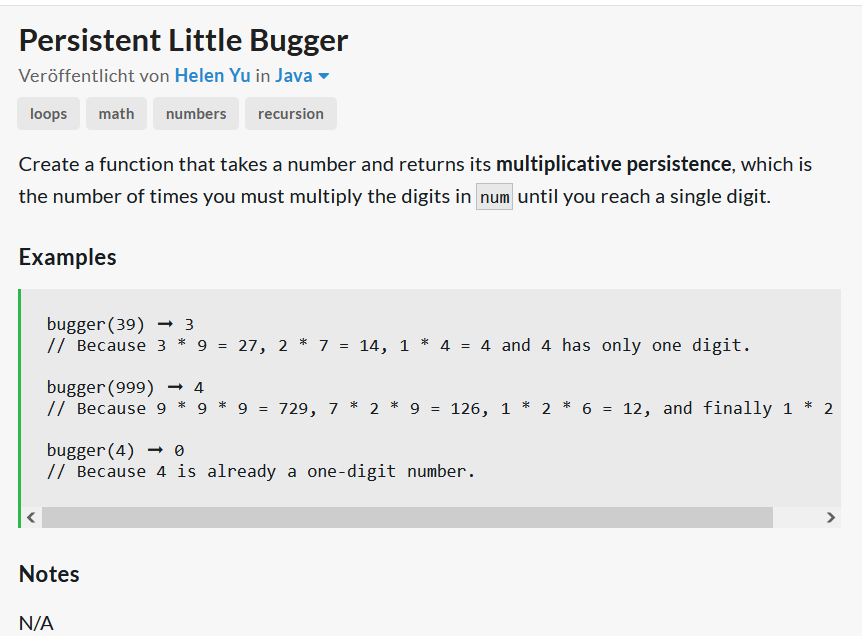 Persistent Little Bugger
Veröffentlicht von Helen Yu in Java
loops math numbers recursion
Create a function that takes a number and returns its multiplicative persistence, which is
the number of times you must multiply the digits in num until you reach a single digit.
Examples
bugger(39) ➞ 3
// Because 3 * 9 = 27, 2 * 7 = 14, 1 * 4 = 4 and 4 has only one digit.
bugger(999) ➞ 4
// Because 9 * 9 * 9 = 729, 7 * 2 * 9 = 126, 1 * 2 * 6 = 12, and finally 1 * 2
bugger(4) ➞ 0
// Because 4 is already a one-digit number.
Notes
N/A